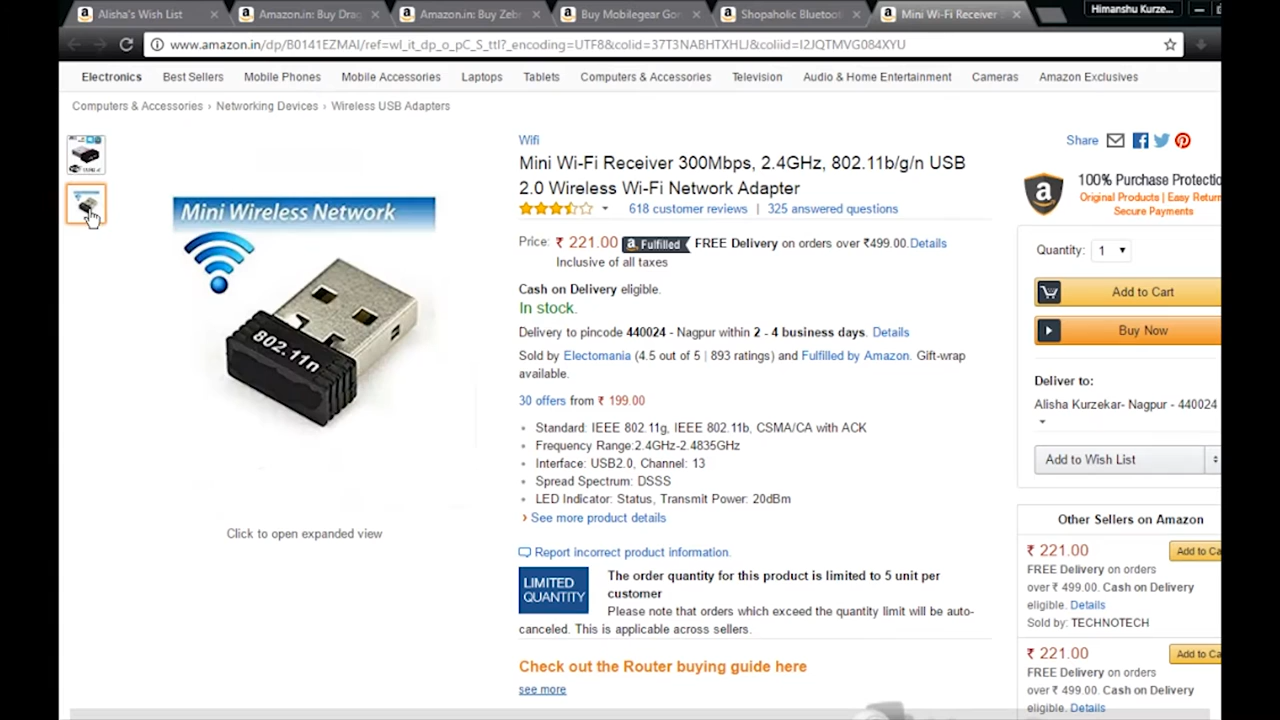 Alisha's Wish List
Amazon.in: Buy Drag
Amazon.in: Buy Zeb
Buy Mobilegear Gor
Shopaholic Bluetoot
Mini Wi-Fi Receiver
Himanshu Kurze...
www.amazon.in/dp/B0141EZMAI/ref=wl_it_dp_o_pC_S_ttl?_encoding=UTF8&colid=37T3NABHTXHLJ&coliid=I2JQTMVG084XYU
Electronics Best Sellers Mobile Phones Mobile Accessories Laptops Tablets Computers & Accessories Television Audio & Home Entertainment Cameras Amazon Exclusives
Computers & Accessories › Networking Devices › Wireless USB Adapters
Mini Wireless Network
802.11n
Click to open expanded view
Wifi
Mini Wi-Fi Receiver 300Mbps, 2.4GHz, 802.11b/g/n USB
2.0 Wireless Wi-Fi Network Adapter
618 customer reviews | 325 answered questions
Price: ₹ 221.00 a Fulfilled FREE Delivery on orders over ₹499.00. Details
Inclusive of all taxes
Cash on Delivery eligible.
In stock.
Delivery to pincode 440024 - Nagpur within 2 - 4 business days. Details
Sold by Electomania (4.5 out of 5 | 893 ratings) and Fulfilled by Amazon. Gift-wrap
available.
30 offers from ₹ 199.00
Standard: IEEE 802.11g, IEEE 802.11b, CSMA/CA with ACK
Frequency Range:2.4GHz-2.4835GHz
Interface: USB2.0, Channel: 13
Spread Spectrum: DSSS
LED Indicator: Status, Transmit Power: 20dBm
› See more product details
Report incorrect product information.
LIMITED
QUANTITY
The order quantity for this product is limited to 5 unit per
customer
Please note that orders which exceed the quantity limit will be auto-
canceled. This is applicable across sellers.
Check out the Router buying guide here
see more
Share
a
100% Purchase Protectio
Original Products | Easy Return
Secure Payments
Quantity: 1
Add to Cart
Buy Now
Deliver to:
Alisha Kurzekar- Nagpur - 440024
Add to Wish List
Other Sellers on Amazon
₹ 221.00 Add to Ca
FREE Delivery on orders
over ₹ 499.00. Cash on Delivery
eligible. Details
Sold by: TECHNOTECH
₹ 221.00 Add to Ca
FREE Delivery on orders
over ₹ 499.00. Cash on Delivery
eligible. Details